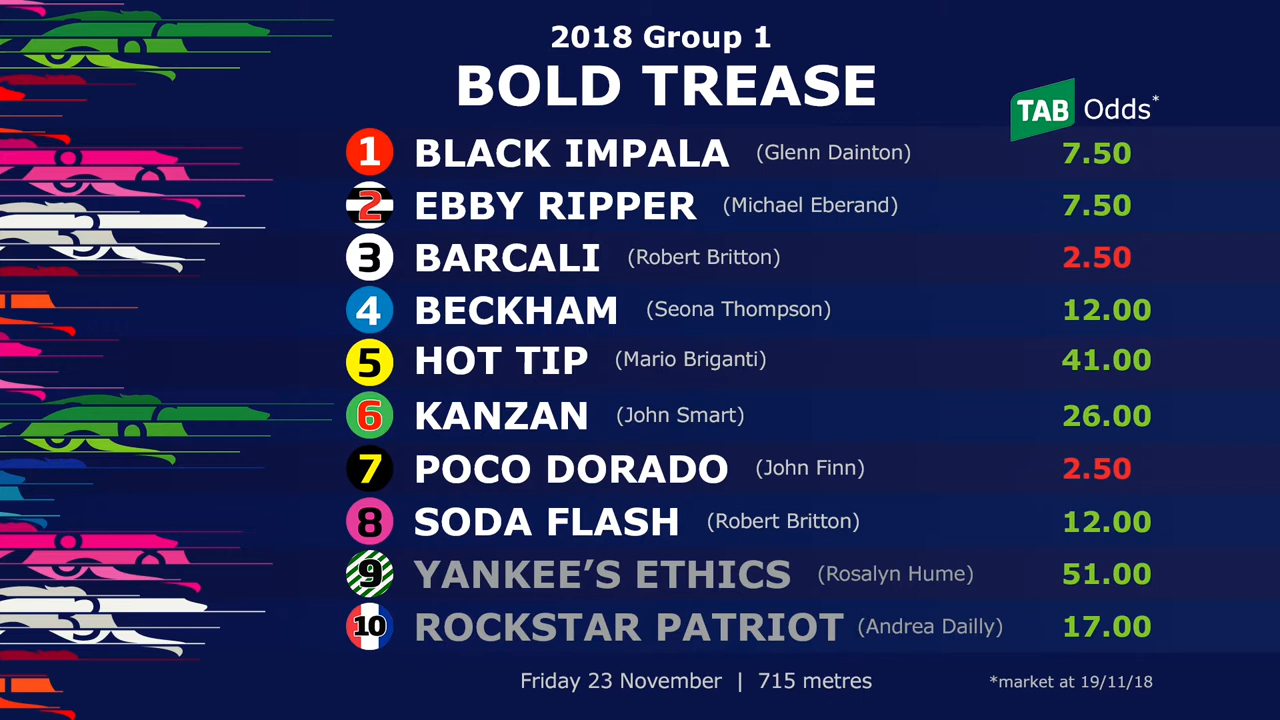 2018 Group 1
BOLD TREASE
TAB Odds*
1 BLACK IMPALA (Glenn Dainton) 7.50
2 EBBY RIPPER (Michael Eberand) 7.50
3 BARCALI (Robert Britton) 2.50
4 BECKHAM (Seona Thompson) 12.00
5 HOT TIP (Mario Briganti) 41.00
6 KANZAN (John Smart) 26.00
7 POCO DORADO (John Finn) 2.50
8 SODA FLASH (Robert Britton) 12.00
9 YANKEE’S ETHICS (Rosalyn Hume) 51.00
10 ROCKSTAR PATRIOT (Andrea Dailly) 17.00
Friday 23 November | 715 metres *market at 19/11/18